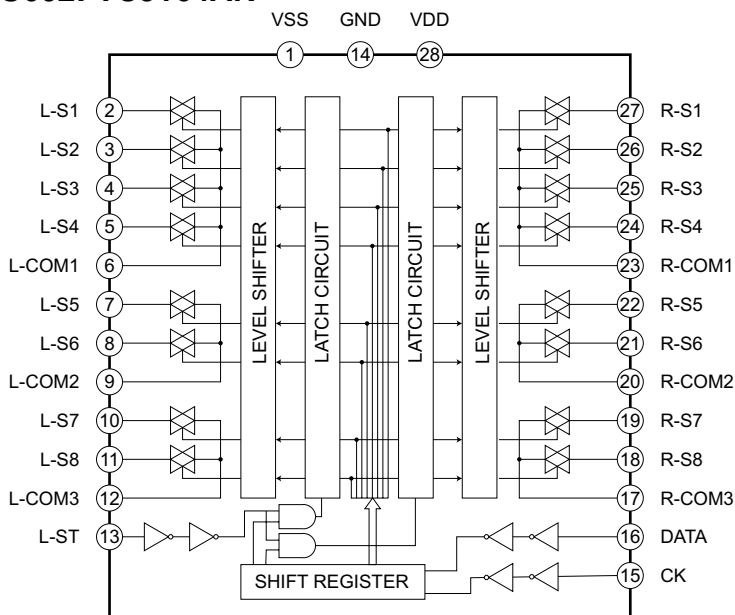 VSS GND VDD
1 14 28
L-S1 2 27 R-S1
L-S2 3 26 R-S2
L-S3 4 25 R-S3
L-S4 5 24 R-S4
L-COM1 6 23 R-COM1
L-S5 7 22 R-S5
L-S6 8 21 R-S6
L-COM2 9 20 R-COM2
L-S7 10 19 R-S7
L-S8 11 18 R-S8
L-COM3 12 17 R-COM3
L-ST 13 16 DATA
15 CK
LEVEL SHIFTER
LATCH CIRCUIT
LATCH CIRCUIT
LEVEL SHIFTER
SHIFT REGISTER